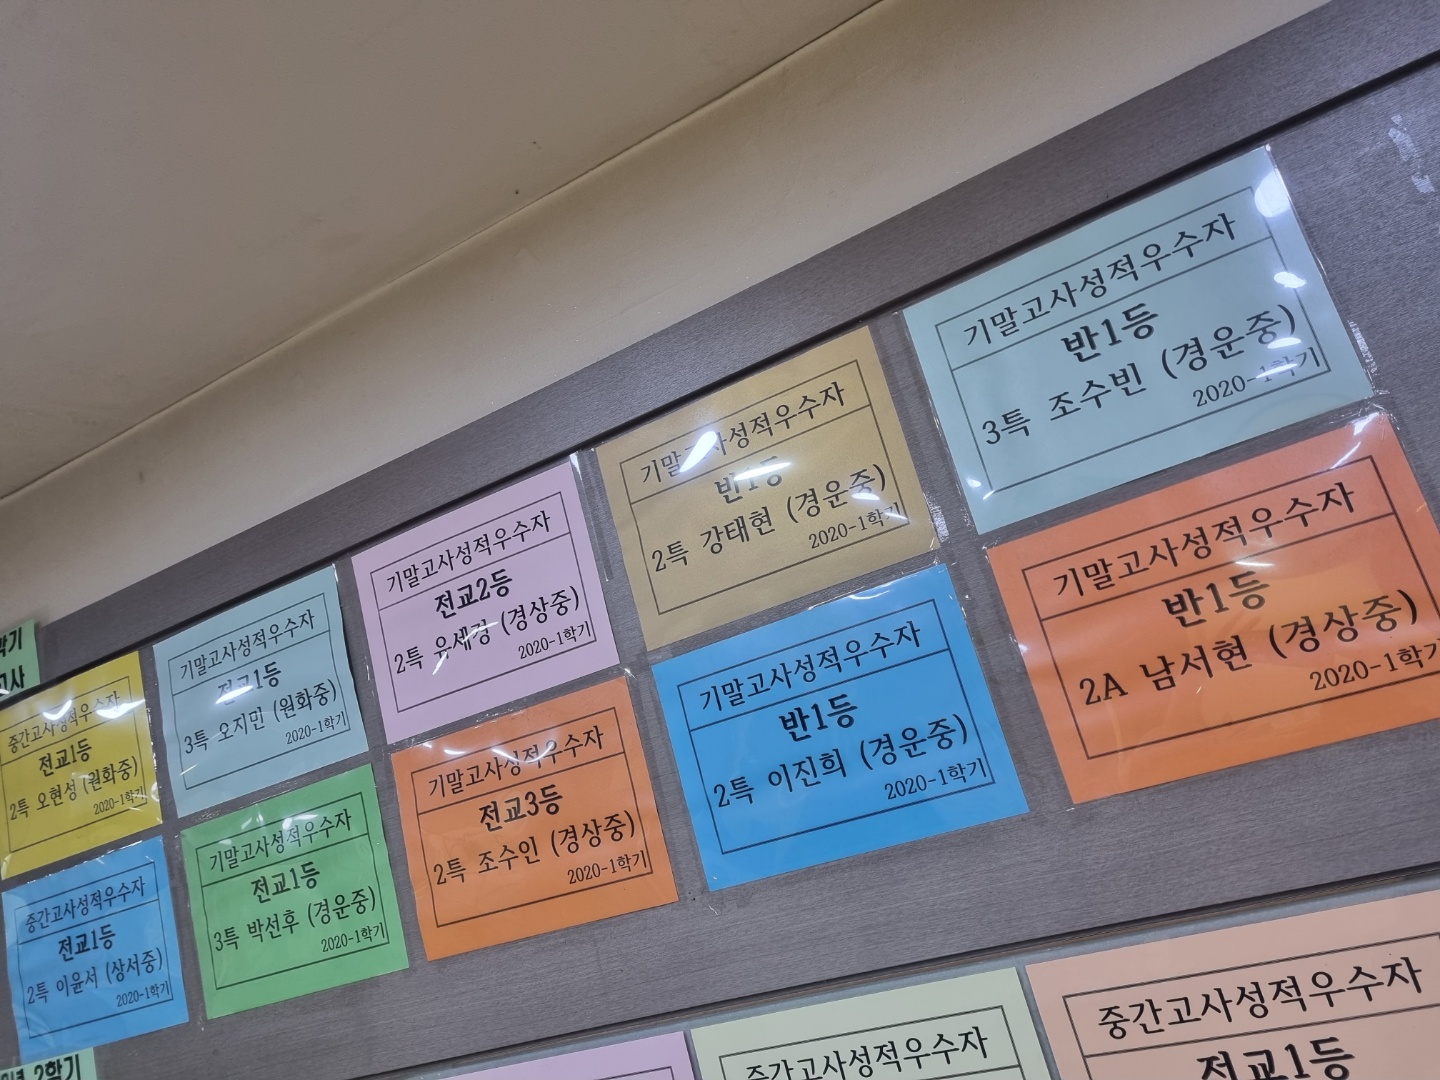 학기
고사
중간고사성적우수자
전교1등
2특 오현성 (원화중)
2020-1학기
중간고사성적우수자
전교1등
2특 이윤서 (상서중)
2020-1학기
기말고사성적우수자
전교1등
3특 오지민 (원화중)
2020-1학기
기말고사성적우수자
전교1등
3특 박선후 (경운중)
2020-1학기
기말고사성적우수자
전교2등
2특 유세경 (경상중)
2020-1학기
기말고사성적우수자
전교3등
2특 조수인 (경상중)
2020-1학기
기말고사성적우수자
반1등
2특 강태현 (경운중)
2020-1학기
기말고사성적우수자
반1등
2특 이진희 (경운중)
2020-1학기
기말고사성적우수자
반1등
3특 조수빈 (경운중)
2020-1학기
기말고사성적우수자
반1등
2A 남서현 (경상중)
2020-1학기
2학기
중간고사성적우수자
중간고사성적우수자
전교1등